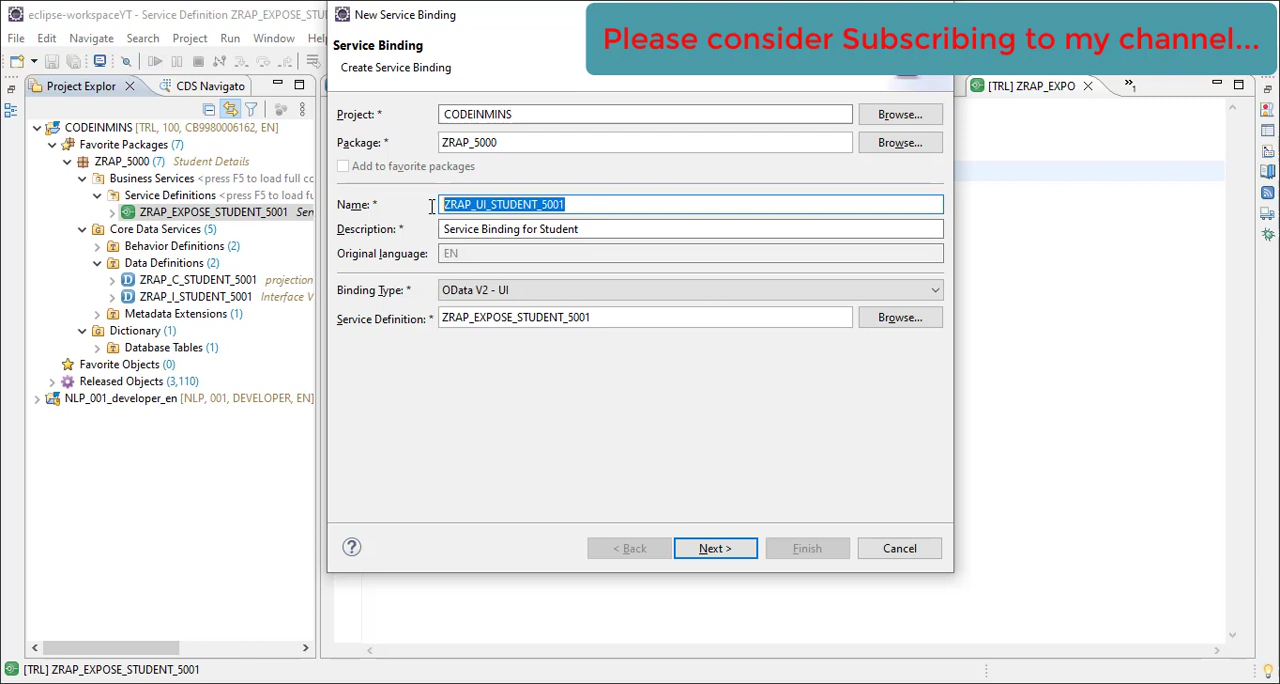 eclipse-workspaceYT - Service Definition ZRAP_EXPOSE_STU
New Service Binding
Please consider Subscribing to my channel...
File Edit Navigate Search Project Run Window Hel
Service Binding
Create Service Binding
Project Explor
CDS Navigato
[TRL] ZRAP_EXPO
»1
CODEINMINS [TRL, 100, CB9980006162, EN]
Favorite Packages (7)
ZRAP_5000 (7) Student Details
Business Services <press F5 to load full co
Service Definitions <press F5 to load fu
ZRAP_EXPOSE_STUDENT_5001 Ser
Core Data Services (5)
Behavior Definitions (2)
Data Definitions (2)
ZRAP_C_STUDENT_5001 projection
ZRAP_I_STUDENT_5001 Interface V
Metadata Extensions (1)
Dictionary (1)
Database Tables (1)
Favorite Objects (0)
Released Objects (3,110)
NLP_001_developer_en [NLP, 001, DEVELOPER, EN]
Project: * CODEINMINS Browse...
Package: * ZRAP_5000 Browse...
Add to favorite packages
Name: * ZRAP_UI_STUDENT_5001
Description: * Service Binding for Student
Original language: EN
Binding Type: * OData V2 - UI
Service Definition: * ZRAP_EXPOSE_STUDENT_5001 Browse...
< Back Next > Finish Cancel
[TRL] ZRAP_EXPOSE_STUDENT_5001